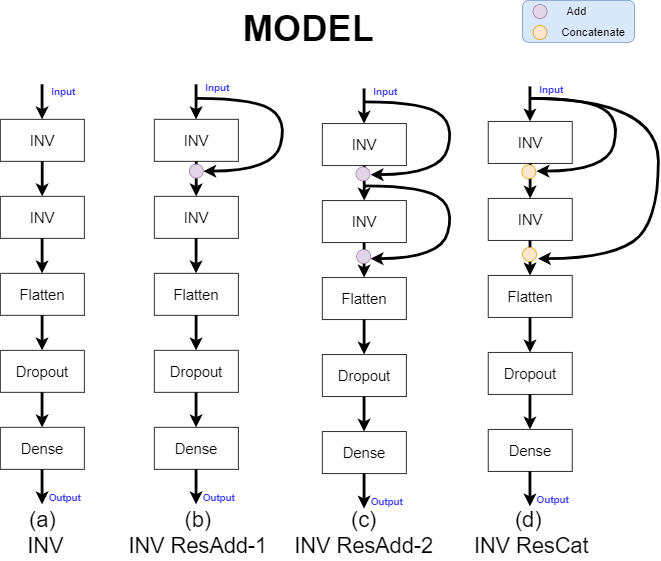 MODEL
Add
Concatenate
Input
INV
INV
Flatten
Dropout
Dense
Output
(a)
INV
Input
INV
INV
Flatten
Dropout
Dense
Output
(b)
INV ResAdd-1
Input
INV
INV
Flatten
Dropout
Dense
Output
(c)
INV ResAdd-2
Input
INV
INV
Flatten
Dropout
Dense
Output
(d)
INV ResCat